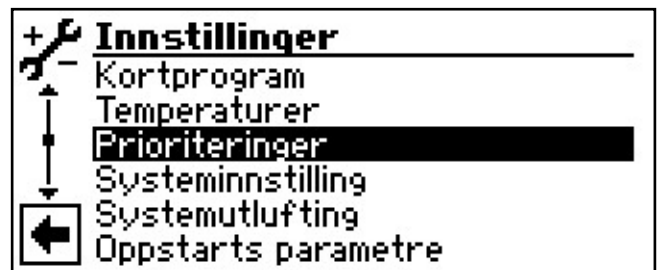 Innstillinger
Kortprogram
Temperaturer
Prioriteringer
Systeminnstilling
Systemutlufting
Oppstarts parametre